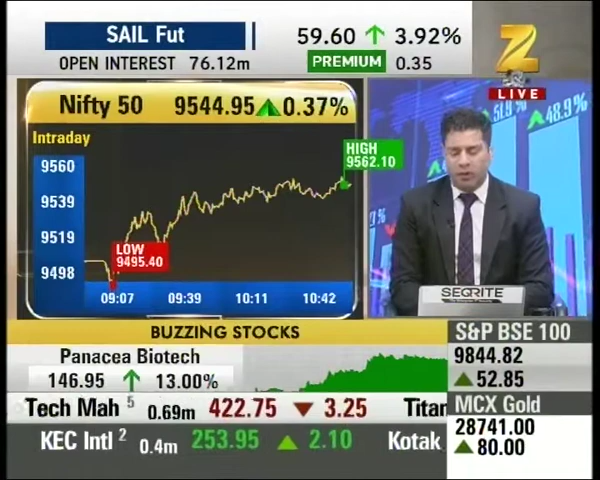 SAIL Fut
59.60 3.92%
OPEN INTEREST 76.12m
PREMIUM 0.35
Z
LIVE
Nifty 50 9544.95 0.37%
Intraday
9560
9539
9519
9498
HIGH
9562.10
LOW
9495.40
09:07 09:39 10:11 10:42
51.9% 48.9%
SEQRITE
BUZZING STOCKS
Panacea Biotech
146.95 13.00%
S&P BSE 100
9844.82
52.85
MCX Gold
28741.00
80.00
Tech Mah 5 0.69m 422.75 3.25 Titan
KEC Intl 2 0.4m 253.95 2.10 Kotak